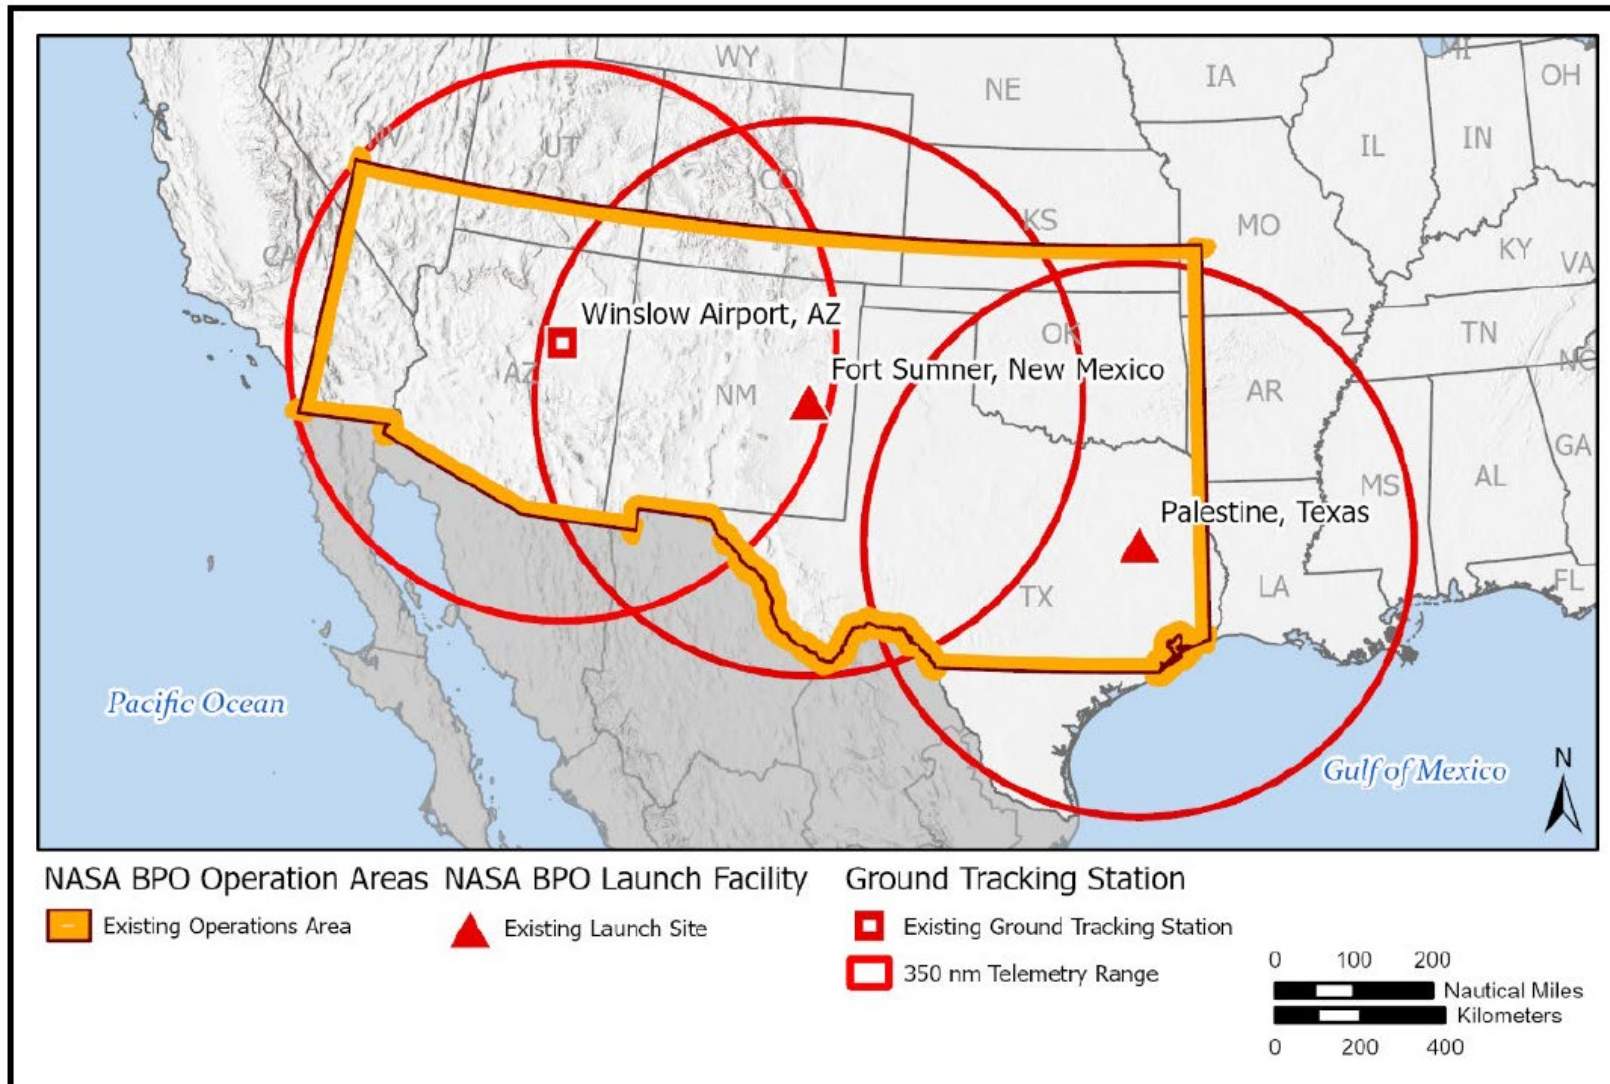 WY
NE
IA
MI
OH
NV
UT
CO
IL
IN
KS
MO
KY
VA
CA
Winslow Airport, AZ
OK
TN
NC
AZ
NM
Fort Sumner, New Mexico
AR
GA
MS
AL
Palestine, Texas
TX
LA
FL
Pacific Ocean
Gulf of Mexico
N
NASA BPO Operation Areas
Existing Operations Area
NASA BPO Launch Facility
Existing Launch Site
Ground Tracking Station
Existing Ground Tracking Station
350 nm Telemetry Range
0 100 200
Nautical Miles
Kilometers
0 200 400